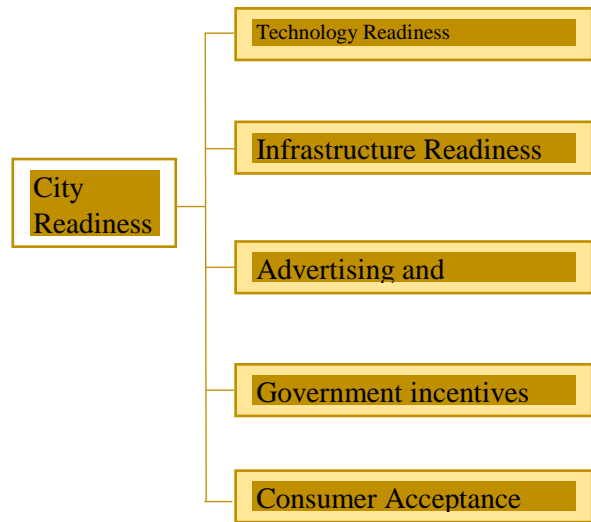 Technology Readiness
Infrastructure Readiness
City
Readiness
Advertising and
Government incentives
Consumer Acceptance